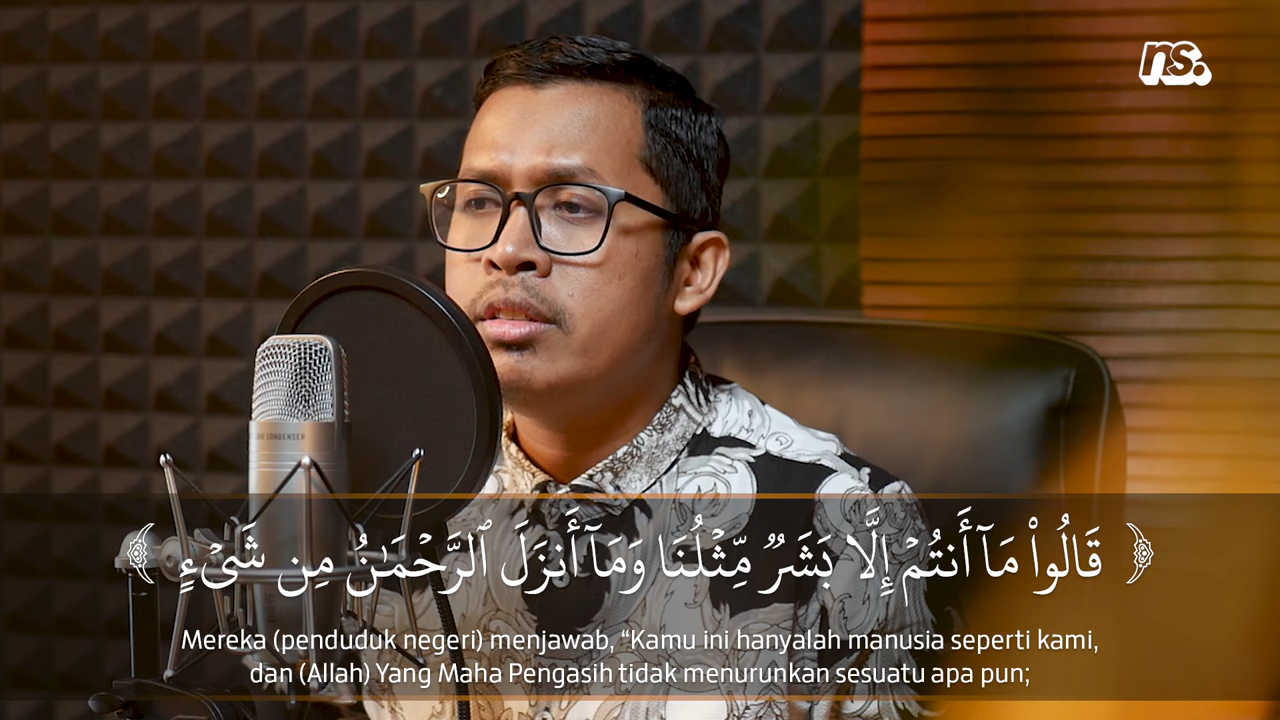 ns.
قَالُوا۟ مَآ أَنتُمْ إِلَّا بَشَرٌ مِّثْلُنَا وَمَآ أَنزَلَ ٱلرَّحْمَـٰنُ مِن شَىْءٍ
Mereka (penduduk negeri) menjawab, “Kamu ini hanyalah manusia seperti kami,
dan (Allah) Yang Maha Pengasih tidak menurunkan sesuatu apa pun;